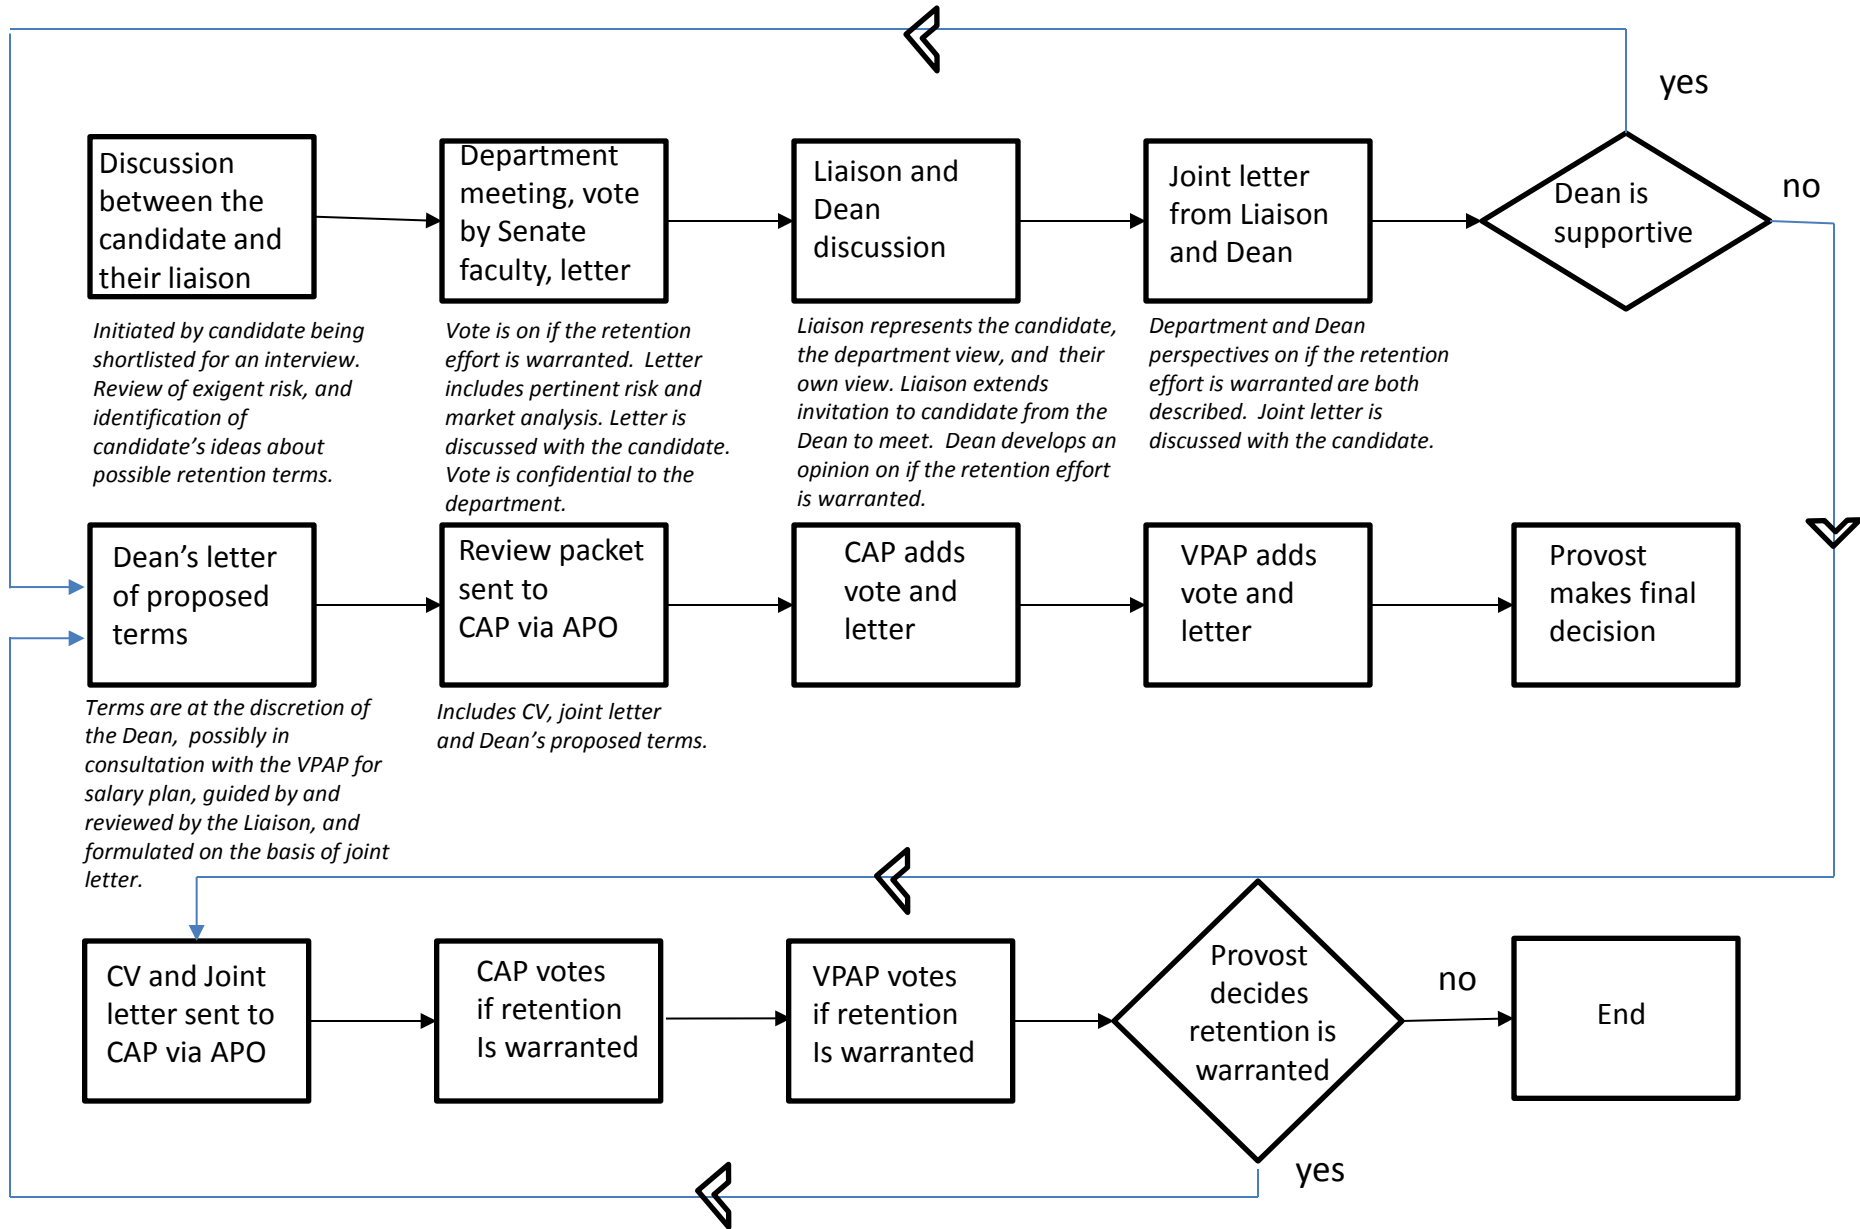 yes
Discussion
between the
candidate and
their liaison
Department
meeting, vote
by Senate
faculty, letter
Liaison and
Dean
discussion
Joint letter
from Liaison
and Dean
Dean is
supportive
no
Initiated by candidate being
shortlisted for an interview.
Review of exigent risk, and
identification of
candidate’s ideas about
possible retention terms.
Vote is on if the retention
effort is warranted.  Letter
includes pertinent risk and
market analysis. Letter is
discussed with the candidate.
Vote is confidential to the
department.
Liaison represents the candidate,
the department view, and  their
own view. Liaison extends
invitation to candidate from the
Dean to meet.  Dean develops an
opinion on if the retention effort
is warranted.
Department and Dean
perspectives on if the retention
effort is warranted are both
described.  Joint letter is
discussed with the candidate.
Dean’s letter
of proposed
terms
Review packet
sent to
CAP via APO
CAP adds
vote and
letter
VPAP adds
vote and
letter
Provost
makes final
decision
Terms are at the discretion of
the Dean,  possibly in
consultation with the VPAP for
salary plan, guided by and
reviewed by the Liaison, and
formulated on the basis of joint
letter.
Includes CV, joint letter
and Dean’s proposed terms.
CV and Joint
letter sent to
CAP via APO
CAP votes
if retention
Is warranted
VPAP votes
if retention
Is warranted
Provost
decides
retention is
warranted
no
End
yes